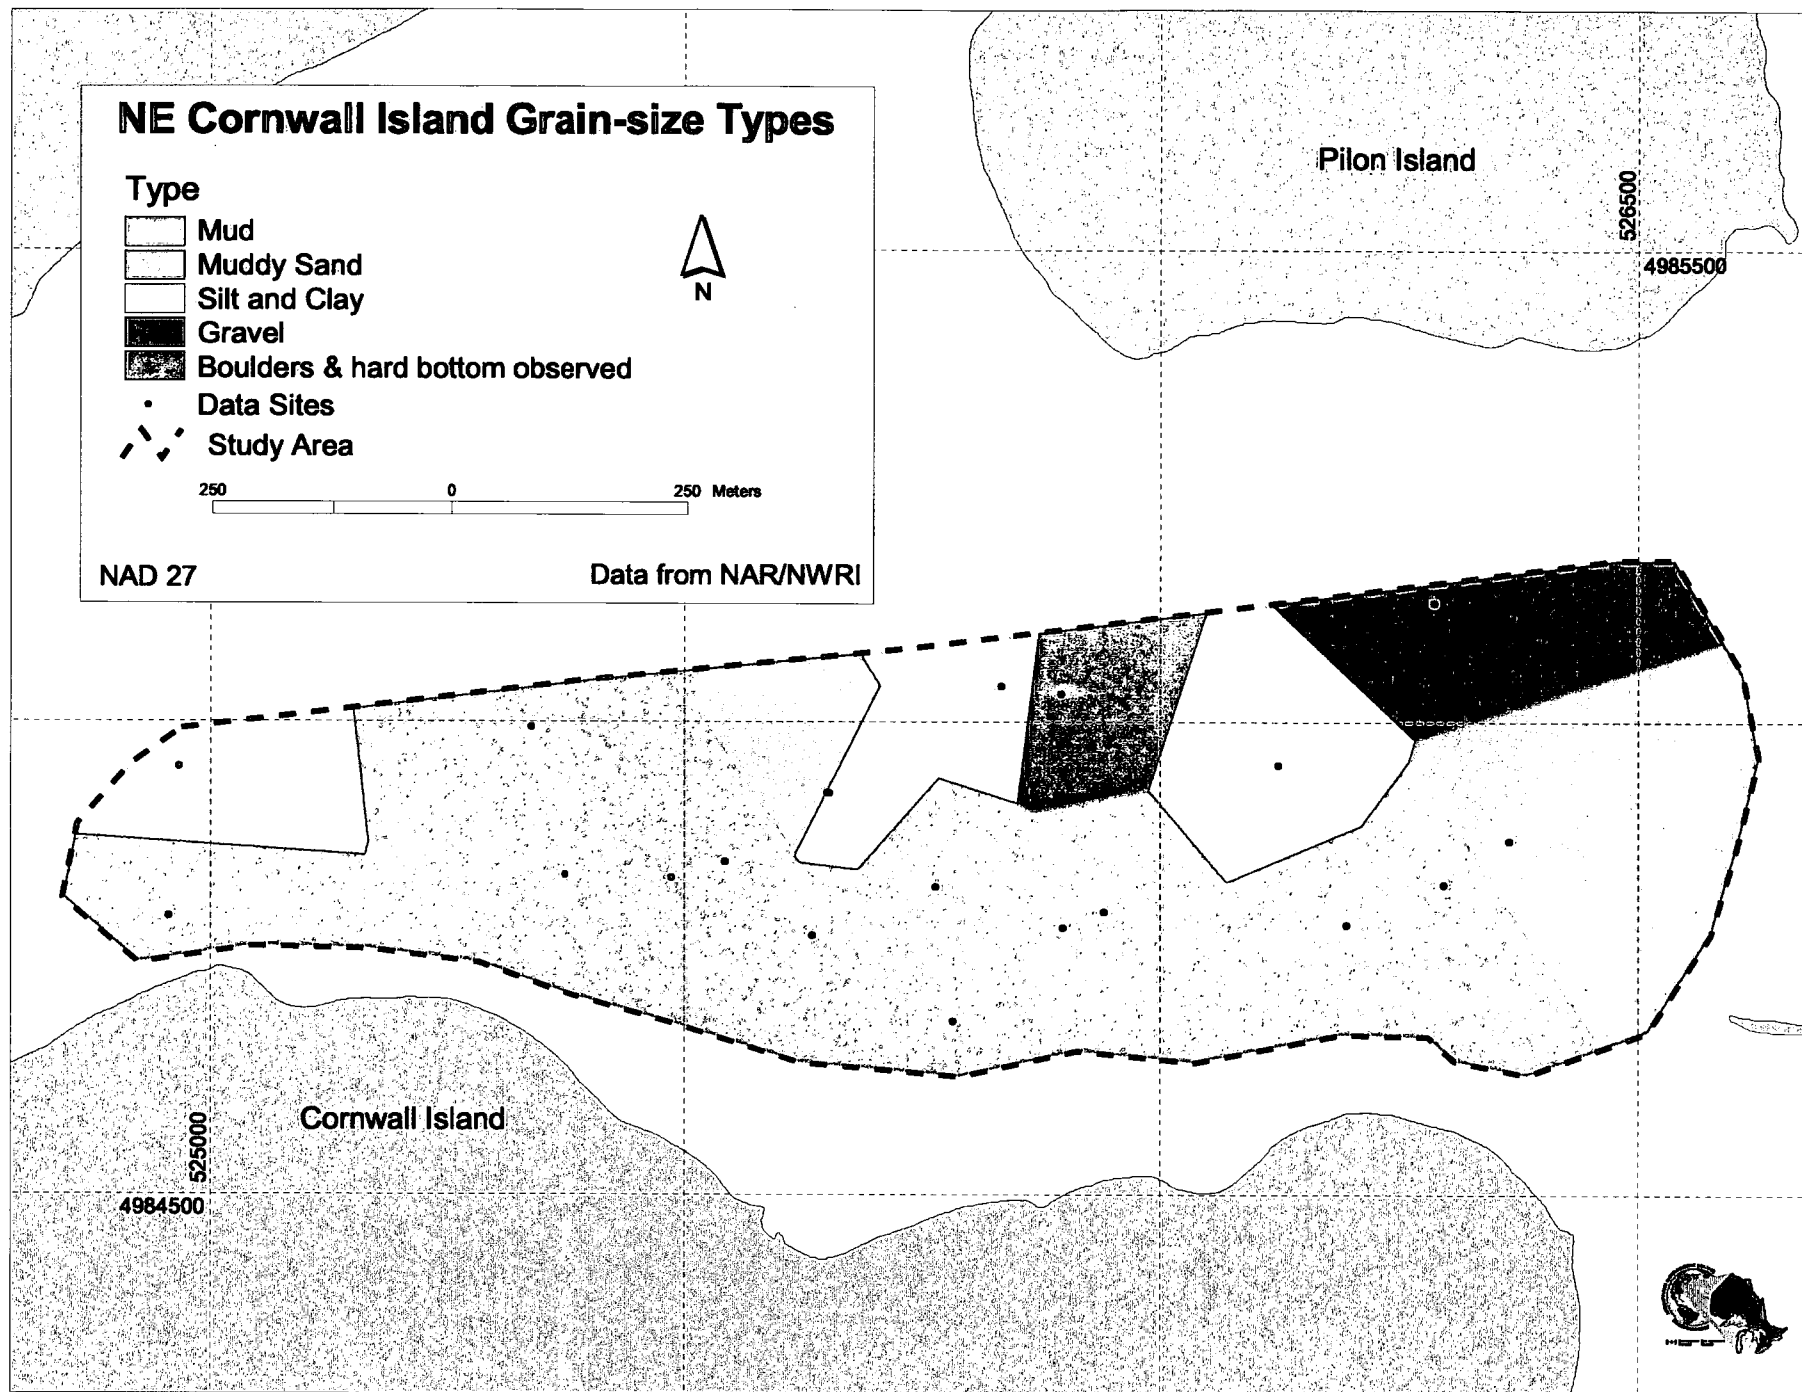 NE Cornwall Island Grain-size Types
Type
Mud
Muddy Sand
Silt and Clay
Gravel
Boulders & hard bottom observed
Data Sites
Study Area
N
250 0 250 Meters
NAD 27 Data from NAR/NWRI
Pilon Island
526500
4985500
Cornwall Island
525000
4984500